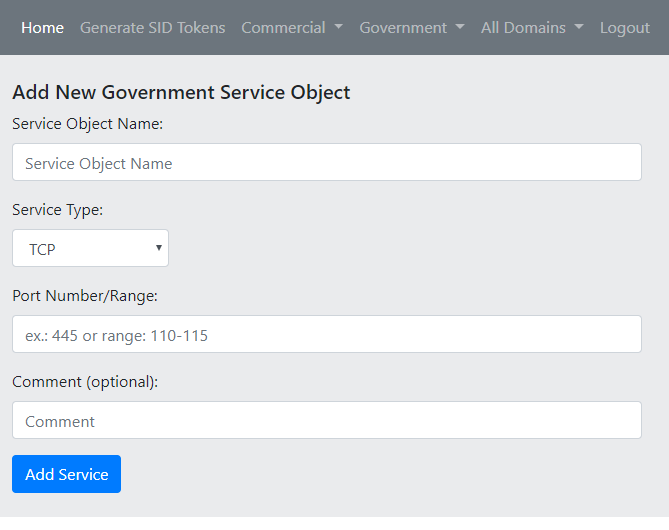 Home Generate SID Tokens Commercial Government All Domains Logout
Add New Government Service Object
Service Object Name:
Service Object Name
Service Type:
TCP
Port Number/Range:
ex.: 445 or range: 110-115
Comment (optional):
Comment
Add Service